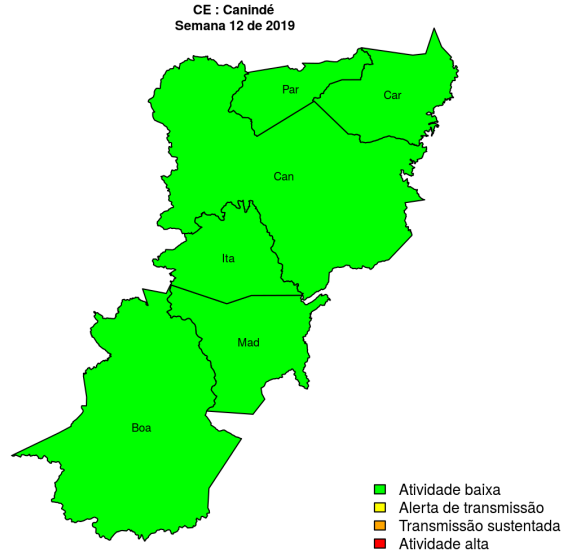 CE : Canindé
Semana 12 de 2019
Par
Car
Can
Ita
Mad
Boa
Atividade baixa
Alerta de transmissão
Transmissão sustentada
Atividade alta